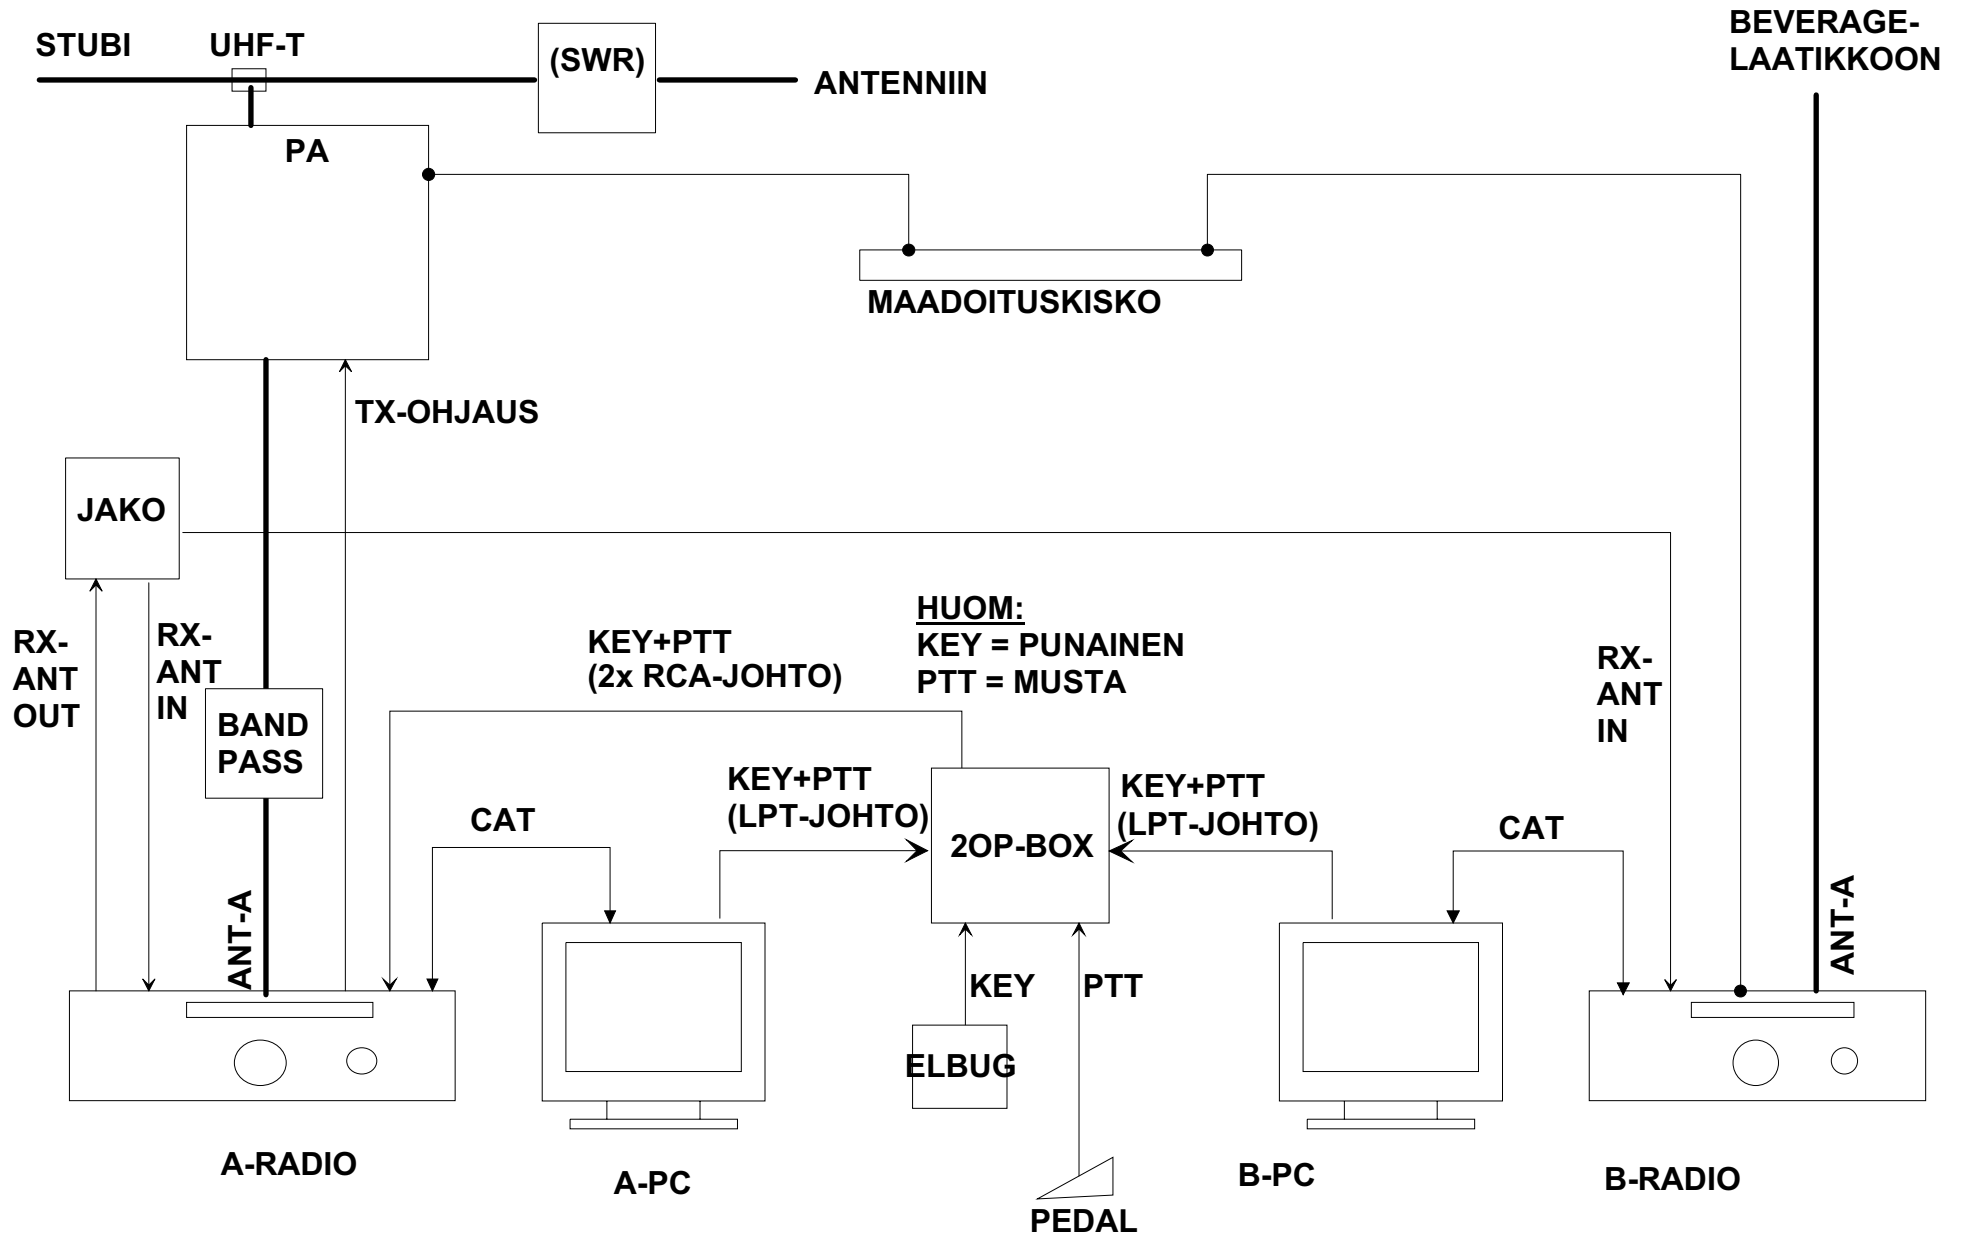 STUBI
UHF-T
(SWR)
ANTENNIIN
BEVERAGE-
LAATIKKOON
PA
MAADOITUSKISKO
TX-OHJAUS
JAKO
RX-
ANT
OUT
RX-
ANT
IN
BAND
PASS
KEY+PTT
(2x RCA-JOHTO)
HUOM:
KEY = PUNAINEN
PTT = MUSTA
RX-
ANT
IN
CAT
KEY+PTT
(LPT-JOHTO)
2OP-BOX
KEY+PTT
(LPT-JOHTO)
CAT
ANT-A
ANT-A
KEY
PTT
ELBUG
A-RADIO
A-PC
PEDAL
B-PC
B-RADIO